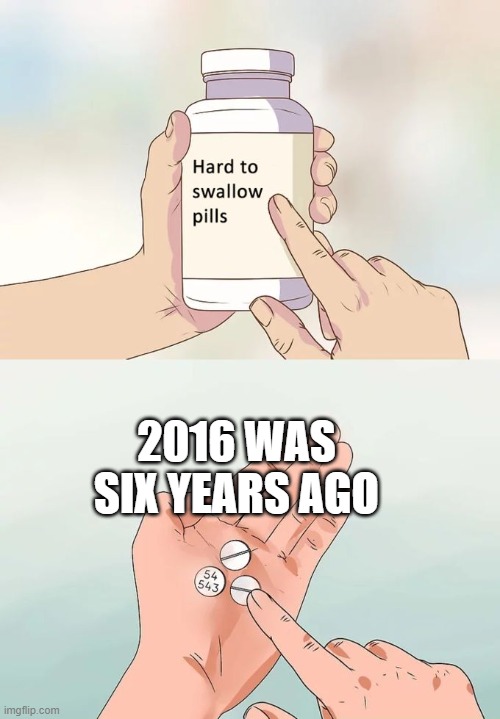 Hard to
swallow
pills
2016 WAS
SIX YEARS AGO
54
543
imgflip.com